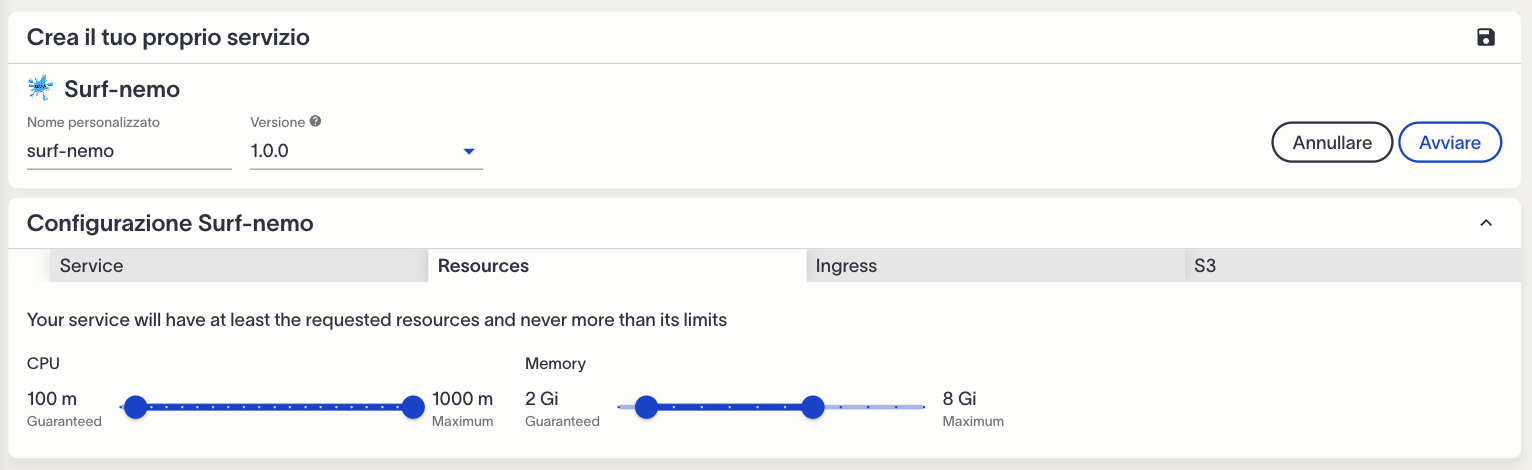 Crea il tuo proprio servizio
Surf-nemo
Nome personalizzato
Versione
surf-nemo
1.0.0
Annullare
Avviare
Configurazione Surf-nemo
Service
Resources
Ingress
S3
Your service will have at least the requested resources and never more than its limits
CPU
Memory
100 m
1000 m
2 Gi
8 Gi
Guaranteed
Maximum
Guaranteed
Maximum